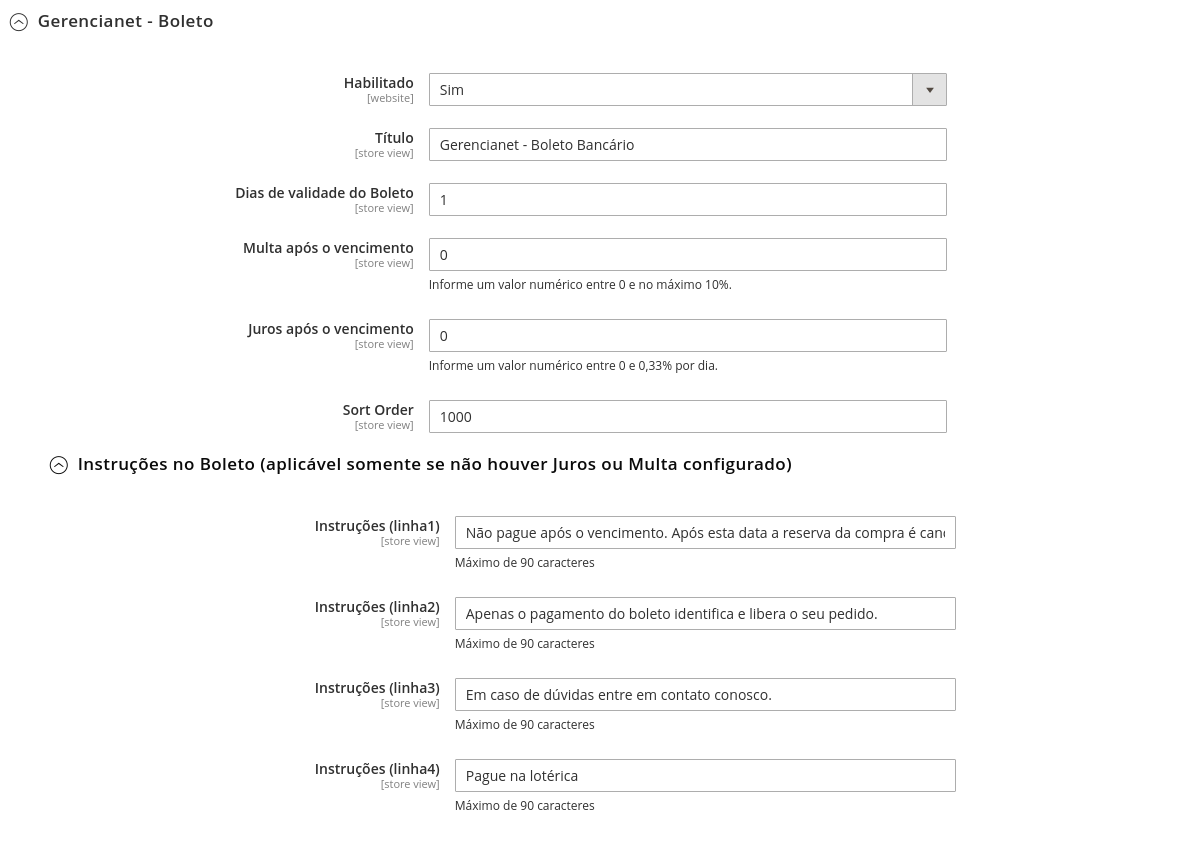 Gerencianet - Boleto
Habilitado
[website]
Sim
Título
[store view]
Gerencianet - Boleto Bancário
Dias de validade do Boleto
[store view]
1
Multa após o vencimento
[store view]
0
Informe um valor numérico entre 0 e no máximo 10%.
Juros após o vencimento
[store view]
0
Informe um valor numérico entre 0 e 0,33% por dia.
Sort Order
[store view]
1000
Instruções no Boleto (aplicável somente se não houver Juros ou Multa configurado)
Instruções (linha1)
[store view]
Não pague após o vencimento. Após esta data a reserva da compra é
Máximo de 90 caracteres
Instruções (linha2)
[store view]
Apenas o pagamento do boleto identifica e libera o seu pedido.
Máximo de 90 caracteres
Instruções (linha3)
[store view]
Em caso de dúvidas entre em contato conosco.
Máximo de 90 caracteres
Instruções (linha4)
[store view]
Pague na lotérica
Máximo de 90 caracteres